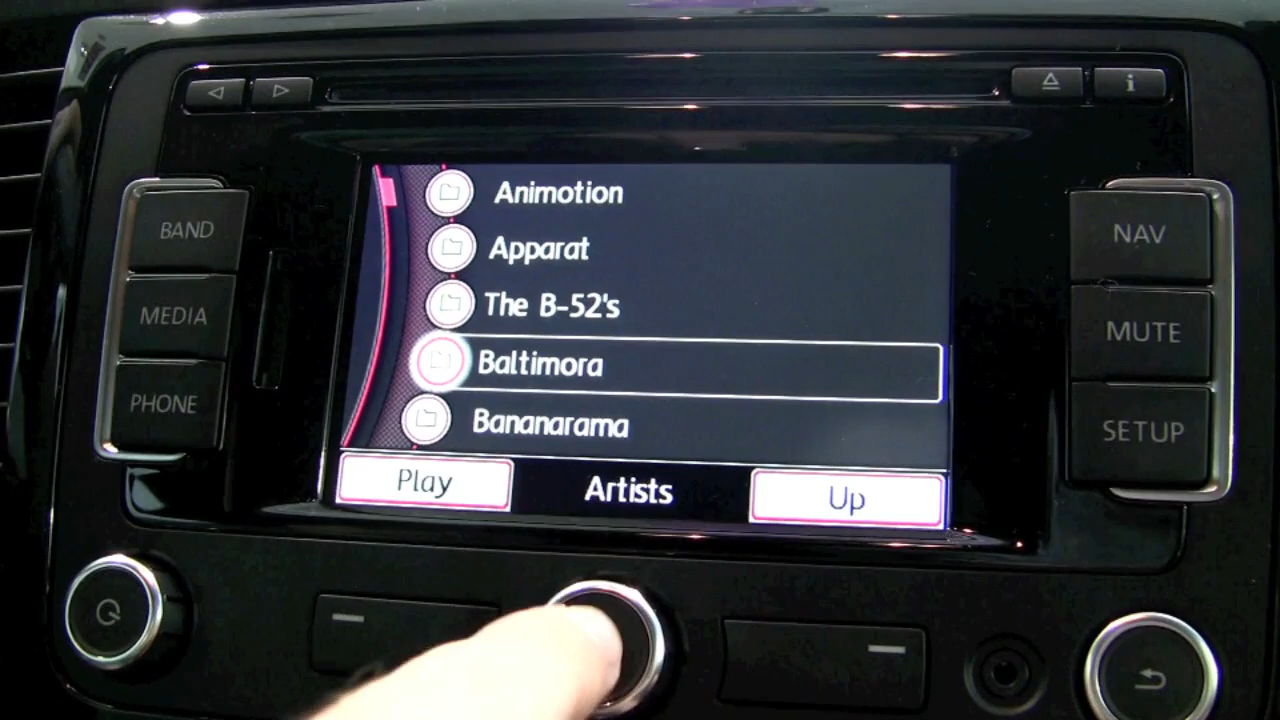 i
BAND
MEDIA
PHONE
Animotion
Apparat
The B-52's
Baltimora
Bananarama
Play
Artists
Up
NAV
MUTE
SETUP